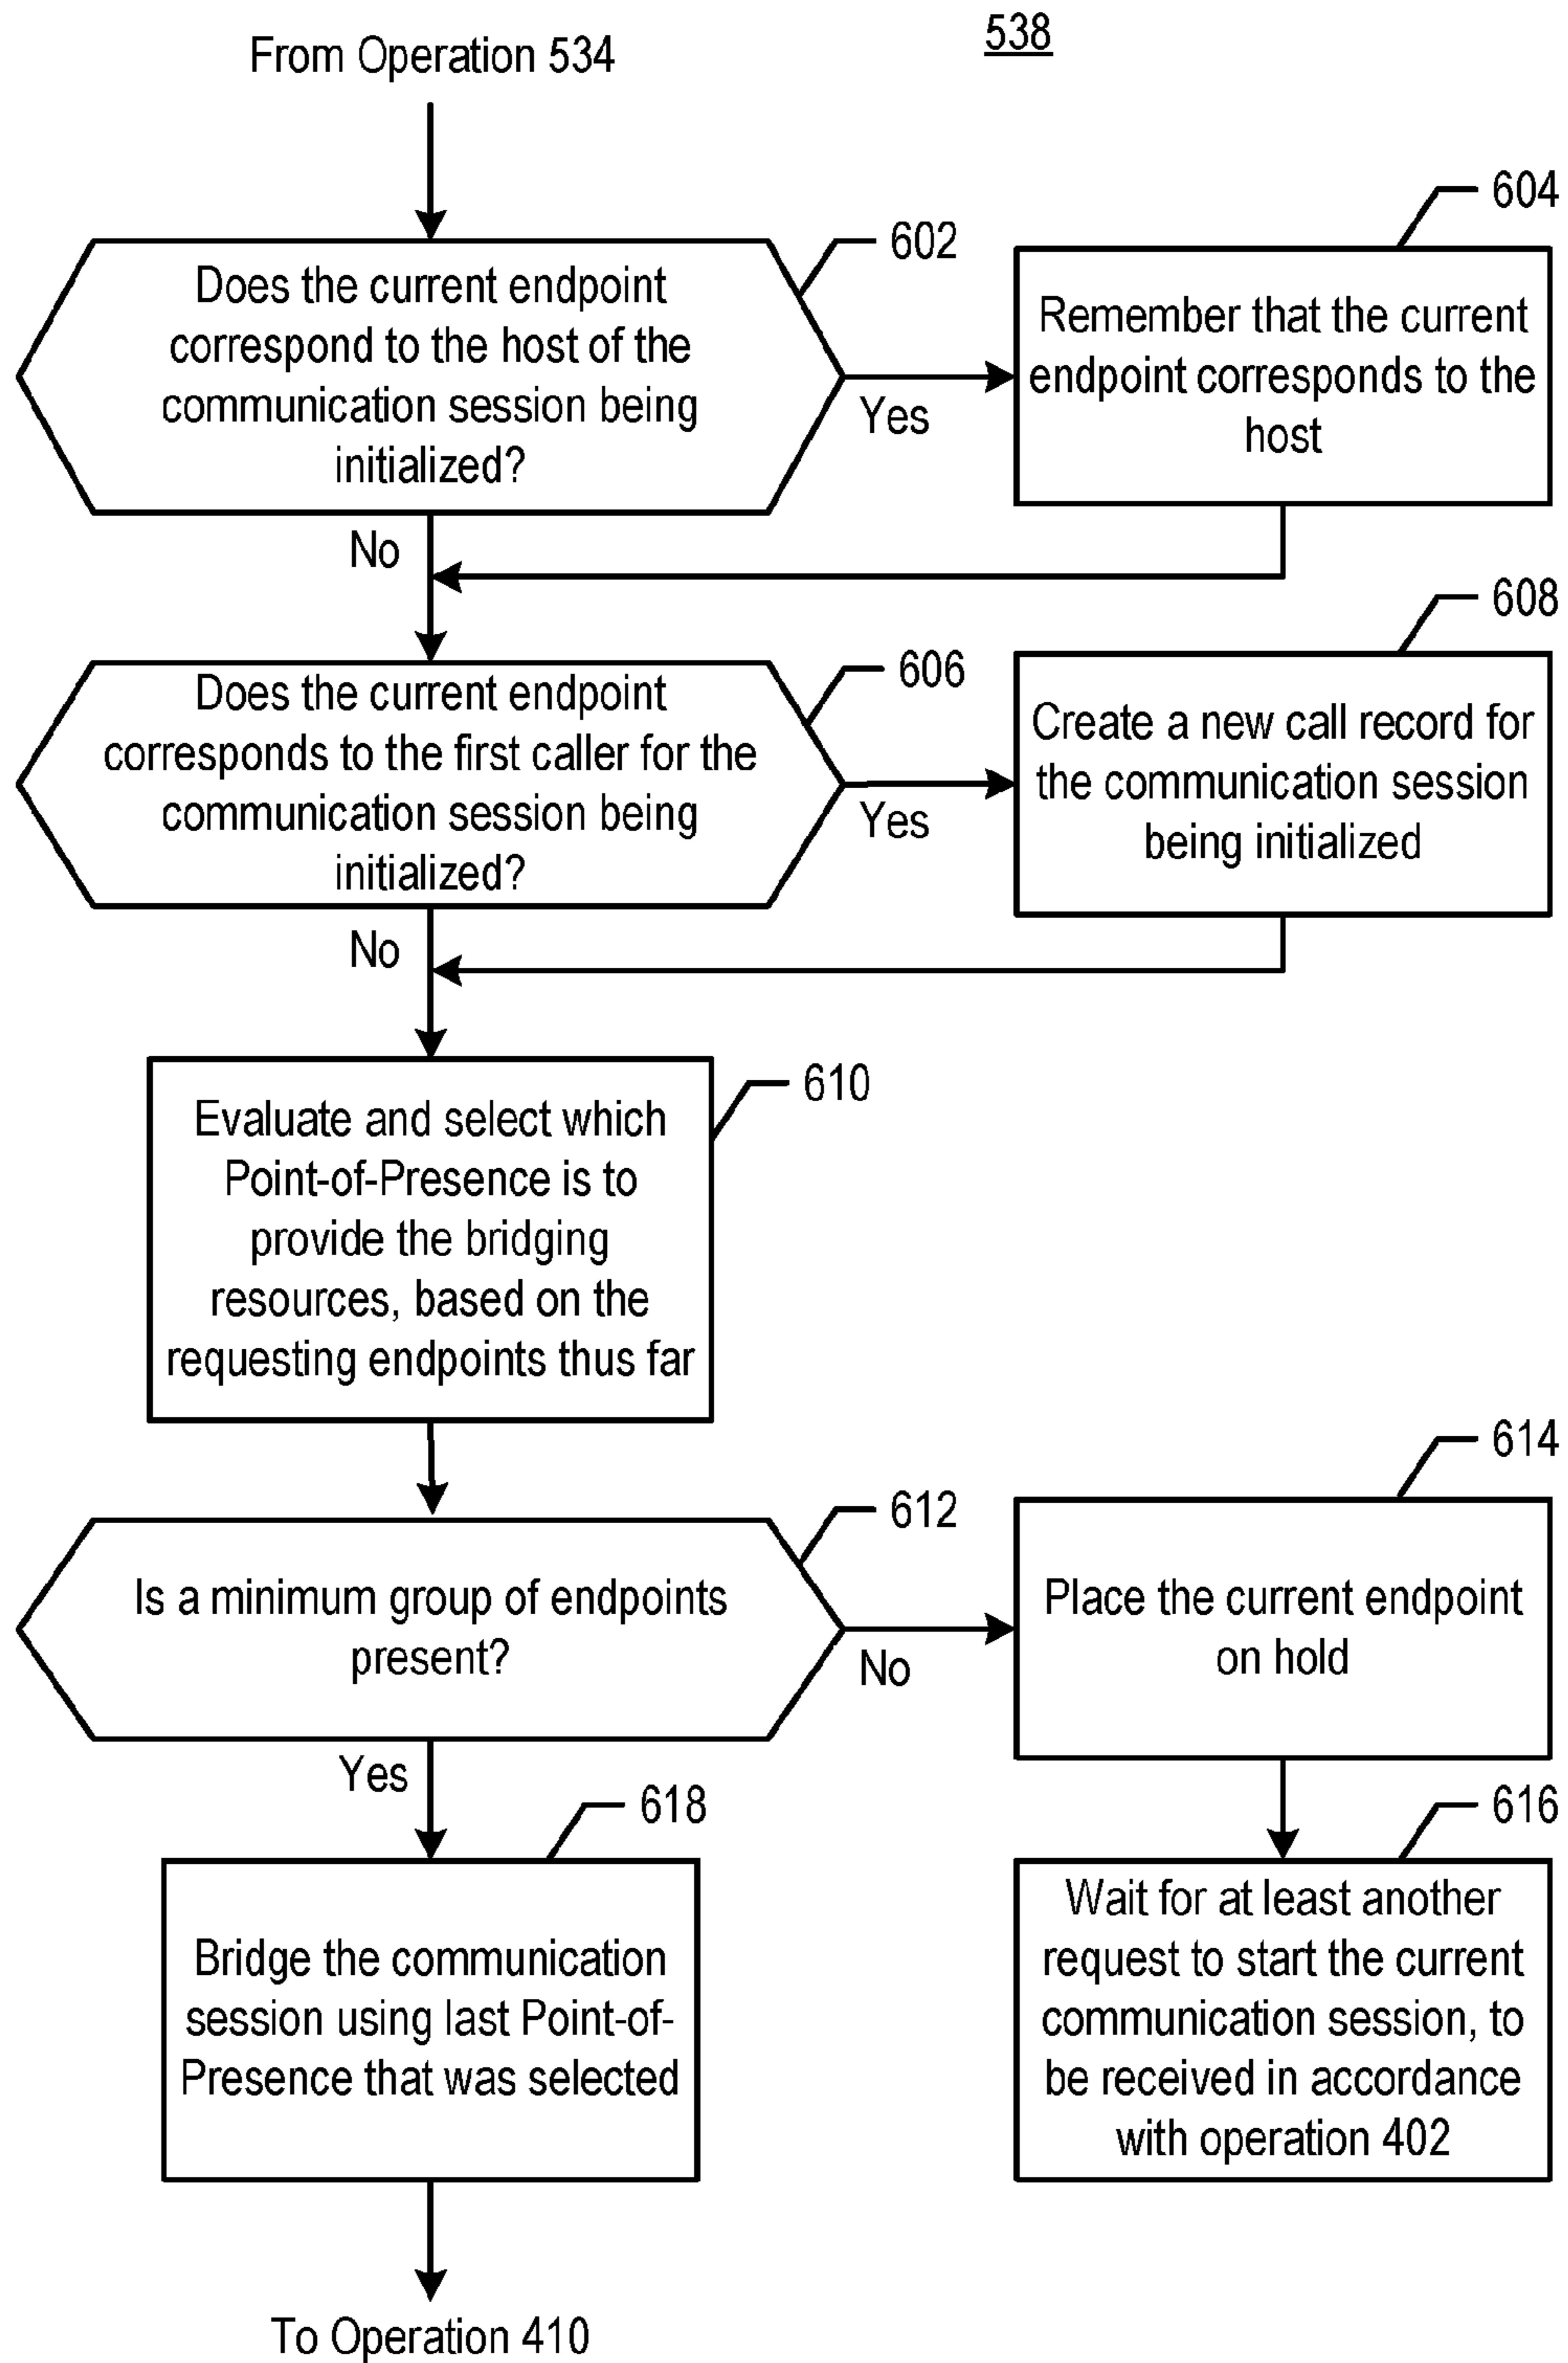 538
From Operation 534
602
Does the current endpoint
correspond to the host of the
communication session being
initialized?
Yes
No
604
Remember that the current
endpoint corresponds to the
host
606
Does the current endpoint
corresponds to the first caller for the
communication session being
initialized?
Yes
No
608
Create a new call record for
the communication session
being initialized
610
Evaluate and select which
Point-of-Presence is to
provide the bridging
resources, based on the
requesting endpoints thus far
612
Is a minimum group of endpoints
present?
No
Yes
614
Place the current endpoint
on hold
616
Wait for at least another
request to start the current
communication session, to
be received in accordance
with operation 402
618
Bridge the communication
session using last Point-of-
Presence that was selected
To Operation 410